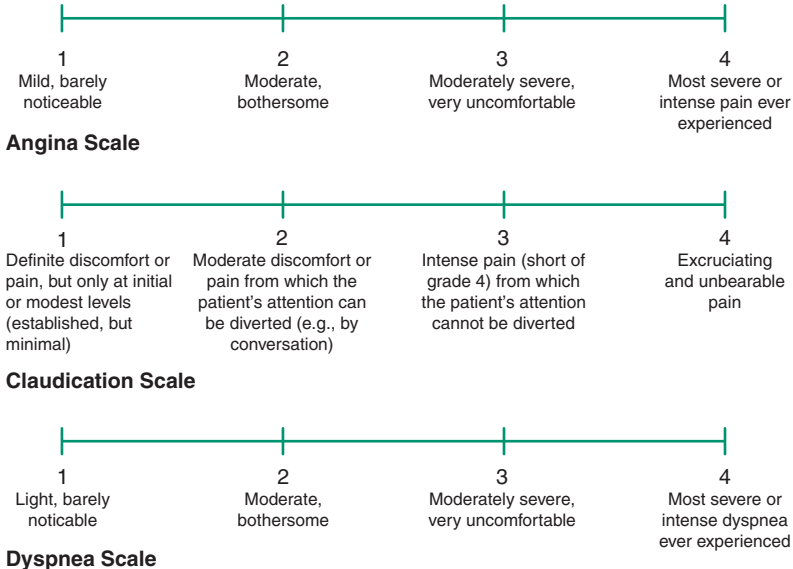 1 2 3 4
Mild, barely Moderate, Moderately severe, Most severe or
noticeable bothersome very uncomfortable intense pain ever
experienced
Angina Scale
1 2 3 4
Definite discomfort or Moderate discomfort or Intense pain (short of Excruciating
pain, but only at initial pain from which the grade 4) from which and unbearable
or modest levels patient’s attention can the patient’s attention pain
(established, but be diverted (e.g., by cannot be diverted
minimal) conversation)
Claudication Scale
1 2 3 4
Light, barely Moderate, Moderately severe, Most severe or
noticable bothersome very uncomfortable intense dyspnea
ever experienced
Dyspnea Scale